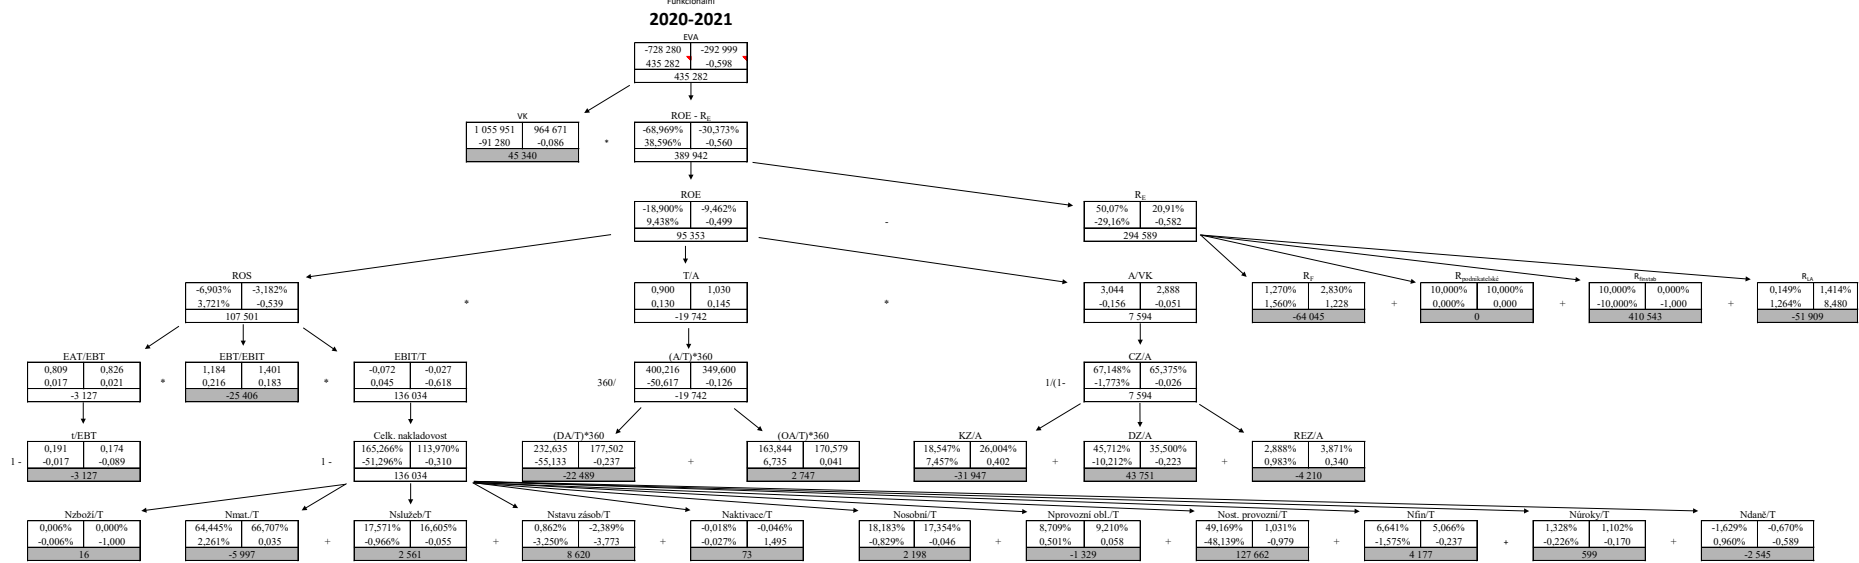 Funkcionální
2020-2021
EVA
-728 280 -292 999
435 282 -0,598
435 282
VK ROE - RE
1 055 951 964 671 -68,969% -30,373%
-91 280 -0,086 * 38,596% -0,560
45 340 389 942
ROE RE
-18,900% -9,462% 50,07% 20,91%
9,438% -0,499 - -29,16% -0,582
95 353 294 589
ROS T/A A/VK RF Rpodnikatelské Rfinstab RLA
-6,903% -3,182% 0,900 1,030 3,044 2,888 1,270% 2,830% 10,000% 10,000% 10,000% 0,000% 0,149% 1,414%
3,721% -0,539 * 0,130 0,145 * -0,156 -0,051 1,560% 1,228 + 0,000% 0,000 + -10,000% -1,000 + 1,264% 8,480
107 501 -19 742 7 594 -64 045 0 410 543 -51 909
EAT/EBT EBT/EBIT EBIT/T (A/T)*360 CZ/A
0,809 0,826 1,184 1,401 -0,072 -0,027 400,216 349,600 67,148% 65,375%
0,017 0,021 * 0,216 0,183 * 0,045 -0,618 360/ -50,617 -0,126 1/(1- -1,773% -0,026
-3 127 -25 406 136 034 -19 742 7 594
t/EBT Celk. nakladovost (DA/T)*360 (OA/T)*360 KZ/A DZ/A REZ/A
0,191 0,174 165,266% 113,970% 232,635 177,502 163,844 170,579 18,547% 26,004% 45,712% 35,500% 2,888% 3,871%
1 - -0,017 -0,089 1 - -51,296% -0,310 -55,133 -0,237 + 6,735 0,041 7,457% 0,402 + -10,212% -0,223 + 0,983% 0,340
-3 127 136 034 -22 489 2 747 -31 947 43 751 -4 210
Nzboží/T Nmat./T Nslužeb/T Nstavu zásob/T Naktivace/T Nosobní/T Nprovozní obl./T Nost. provozní/T Nfin/T Núroky/T Ndaně/T
0,006% 0,000% 64,445% 66,707% 17,571% 16,605% 0,862% -2,389% -0,018% -0,046% 18,183% 17,354% 8,709% 9,210% 49,169% 1,031% 6,641% 5,066% 1,328% 1,102% -1,629% -0,670%
-0,006% -1,000 + 2,261% 0,035 + -0,966% -0,055 + -3,250% -3,773 + -0,027% 1,495 + -0,829% -0,046 + 0,501% 0,058 + -48,139% -0,979 + -1,575% -0,237 + -0,226% -0,170 + 0,960% -0,589
16 -5 997 2 561 8 620 73 2 198 -1 329 127 662 4 177 599 -2 545